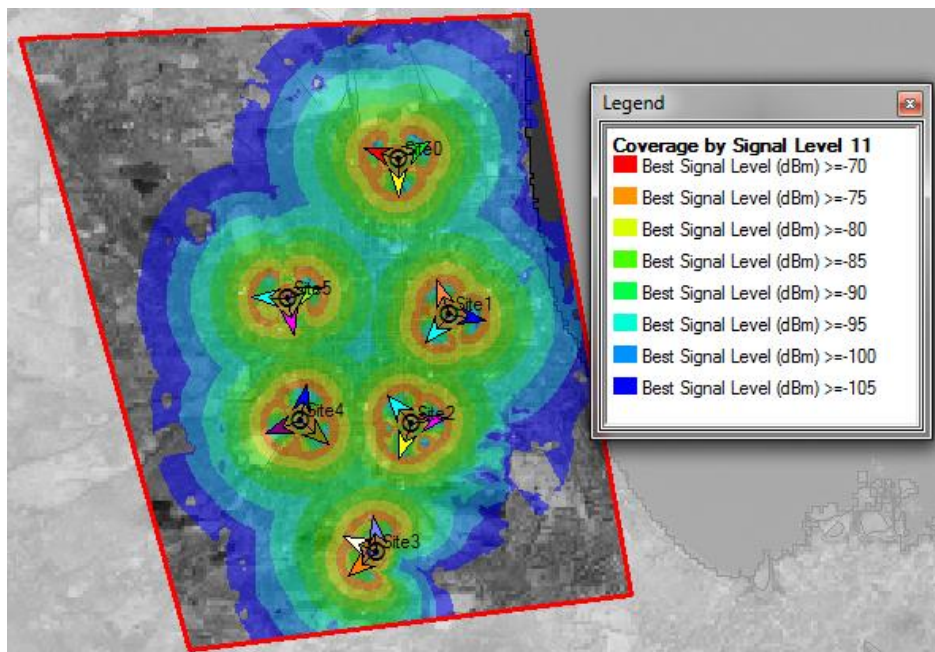 Legend
Coverage by Signal Level 11
Best Signal Level (dBm) >=-70
Best Signal Level (dBm) >=-75
Best Signal Level (dBm) >=-80
Best Signal Level (dBm) >=-85
Best Signal Level (dBm) >=-90
Best Signal Level (dBm) >=-95
Best Signal Level (dBm) >=-100
Best Signal Level (dBm) >=-105
Site0
Site5
Site1
Site4
Site2
Site3